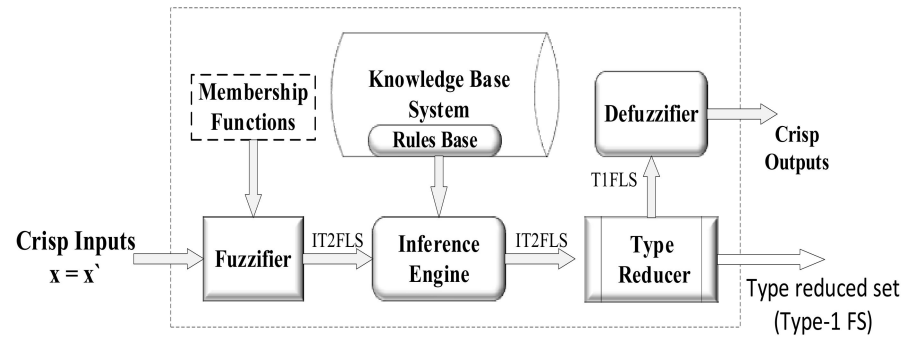 Membership
Functions
Knowledge Base
System
Rules Base
Defuzzifier
Crisp
Outputs
T1FLS
Crisp Inputs
x = x`
Fuzzifier
IT2FLS
Inference
Engine
IT2FLS
Type
Reducer
Type reduced set
(Type-1 FS)